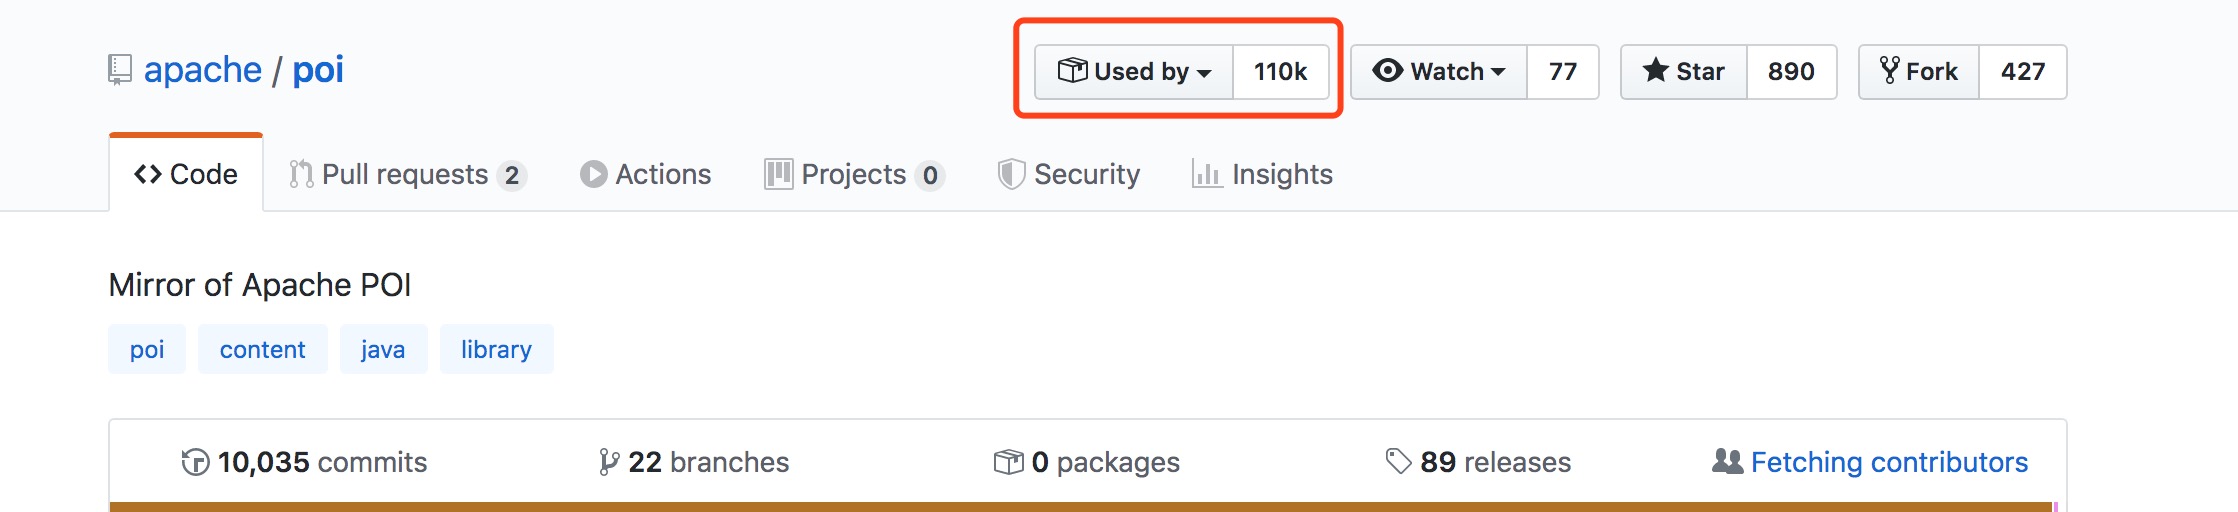 apache / poi
Used by 110k Watch 77 Star 890 Fork 427
Code Pull requests 2 Actions Projects 0 Security Insights
Mirror of Apache POI
poi content java library
10,035 commits 22 branches 0 packages 89 releases Fetching contributors